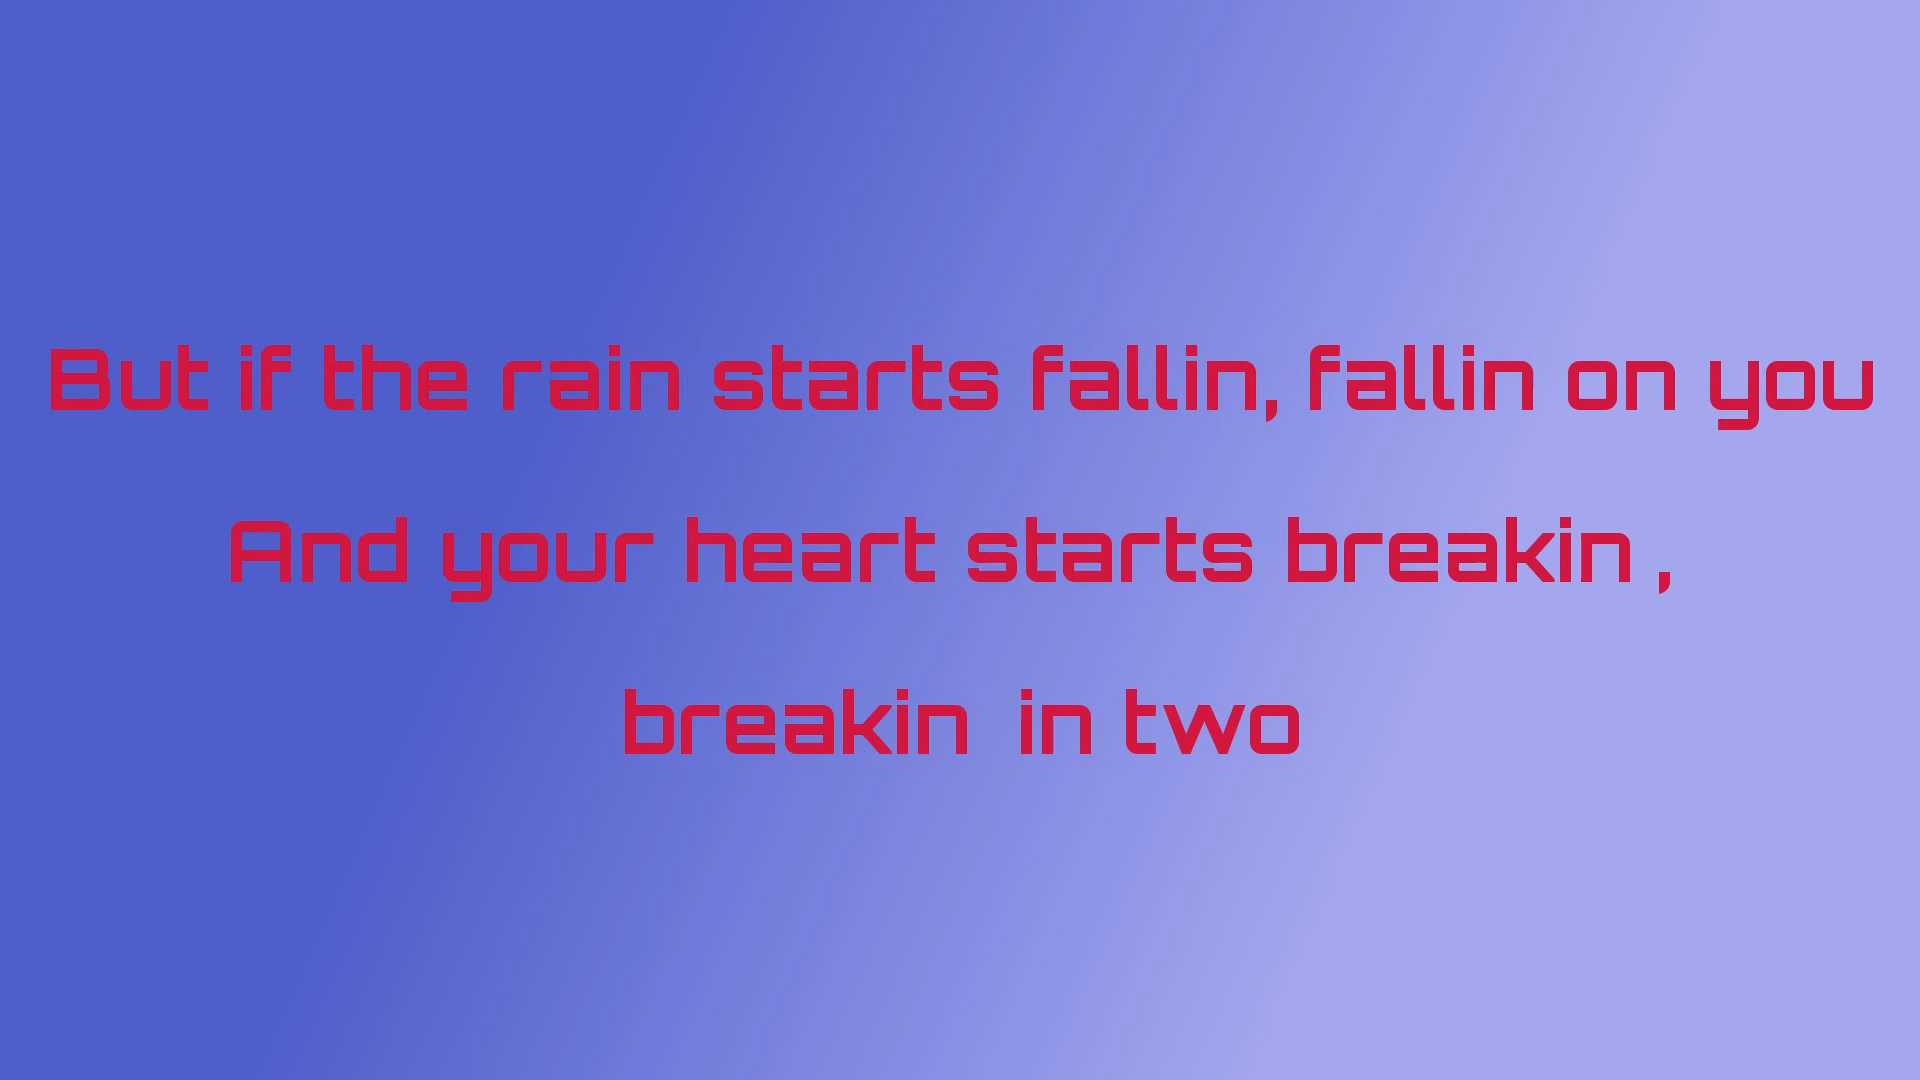 But if the rain starts fallin, fallin on you
And your heart starts breakin ,
breakin  in two